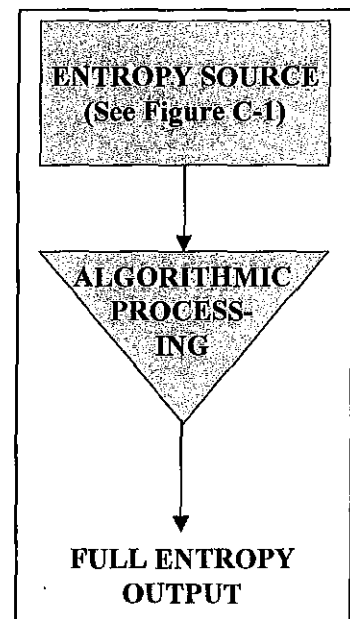 ENTROPY SOURCE
(See Figure C-1)
ALGORITHMIC
PROCESS-
ING
FULL ENTROPY
OUTPUT